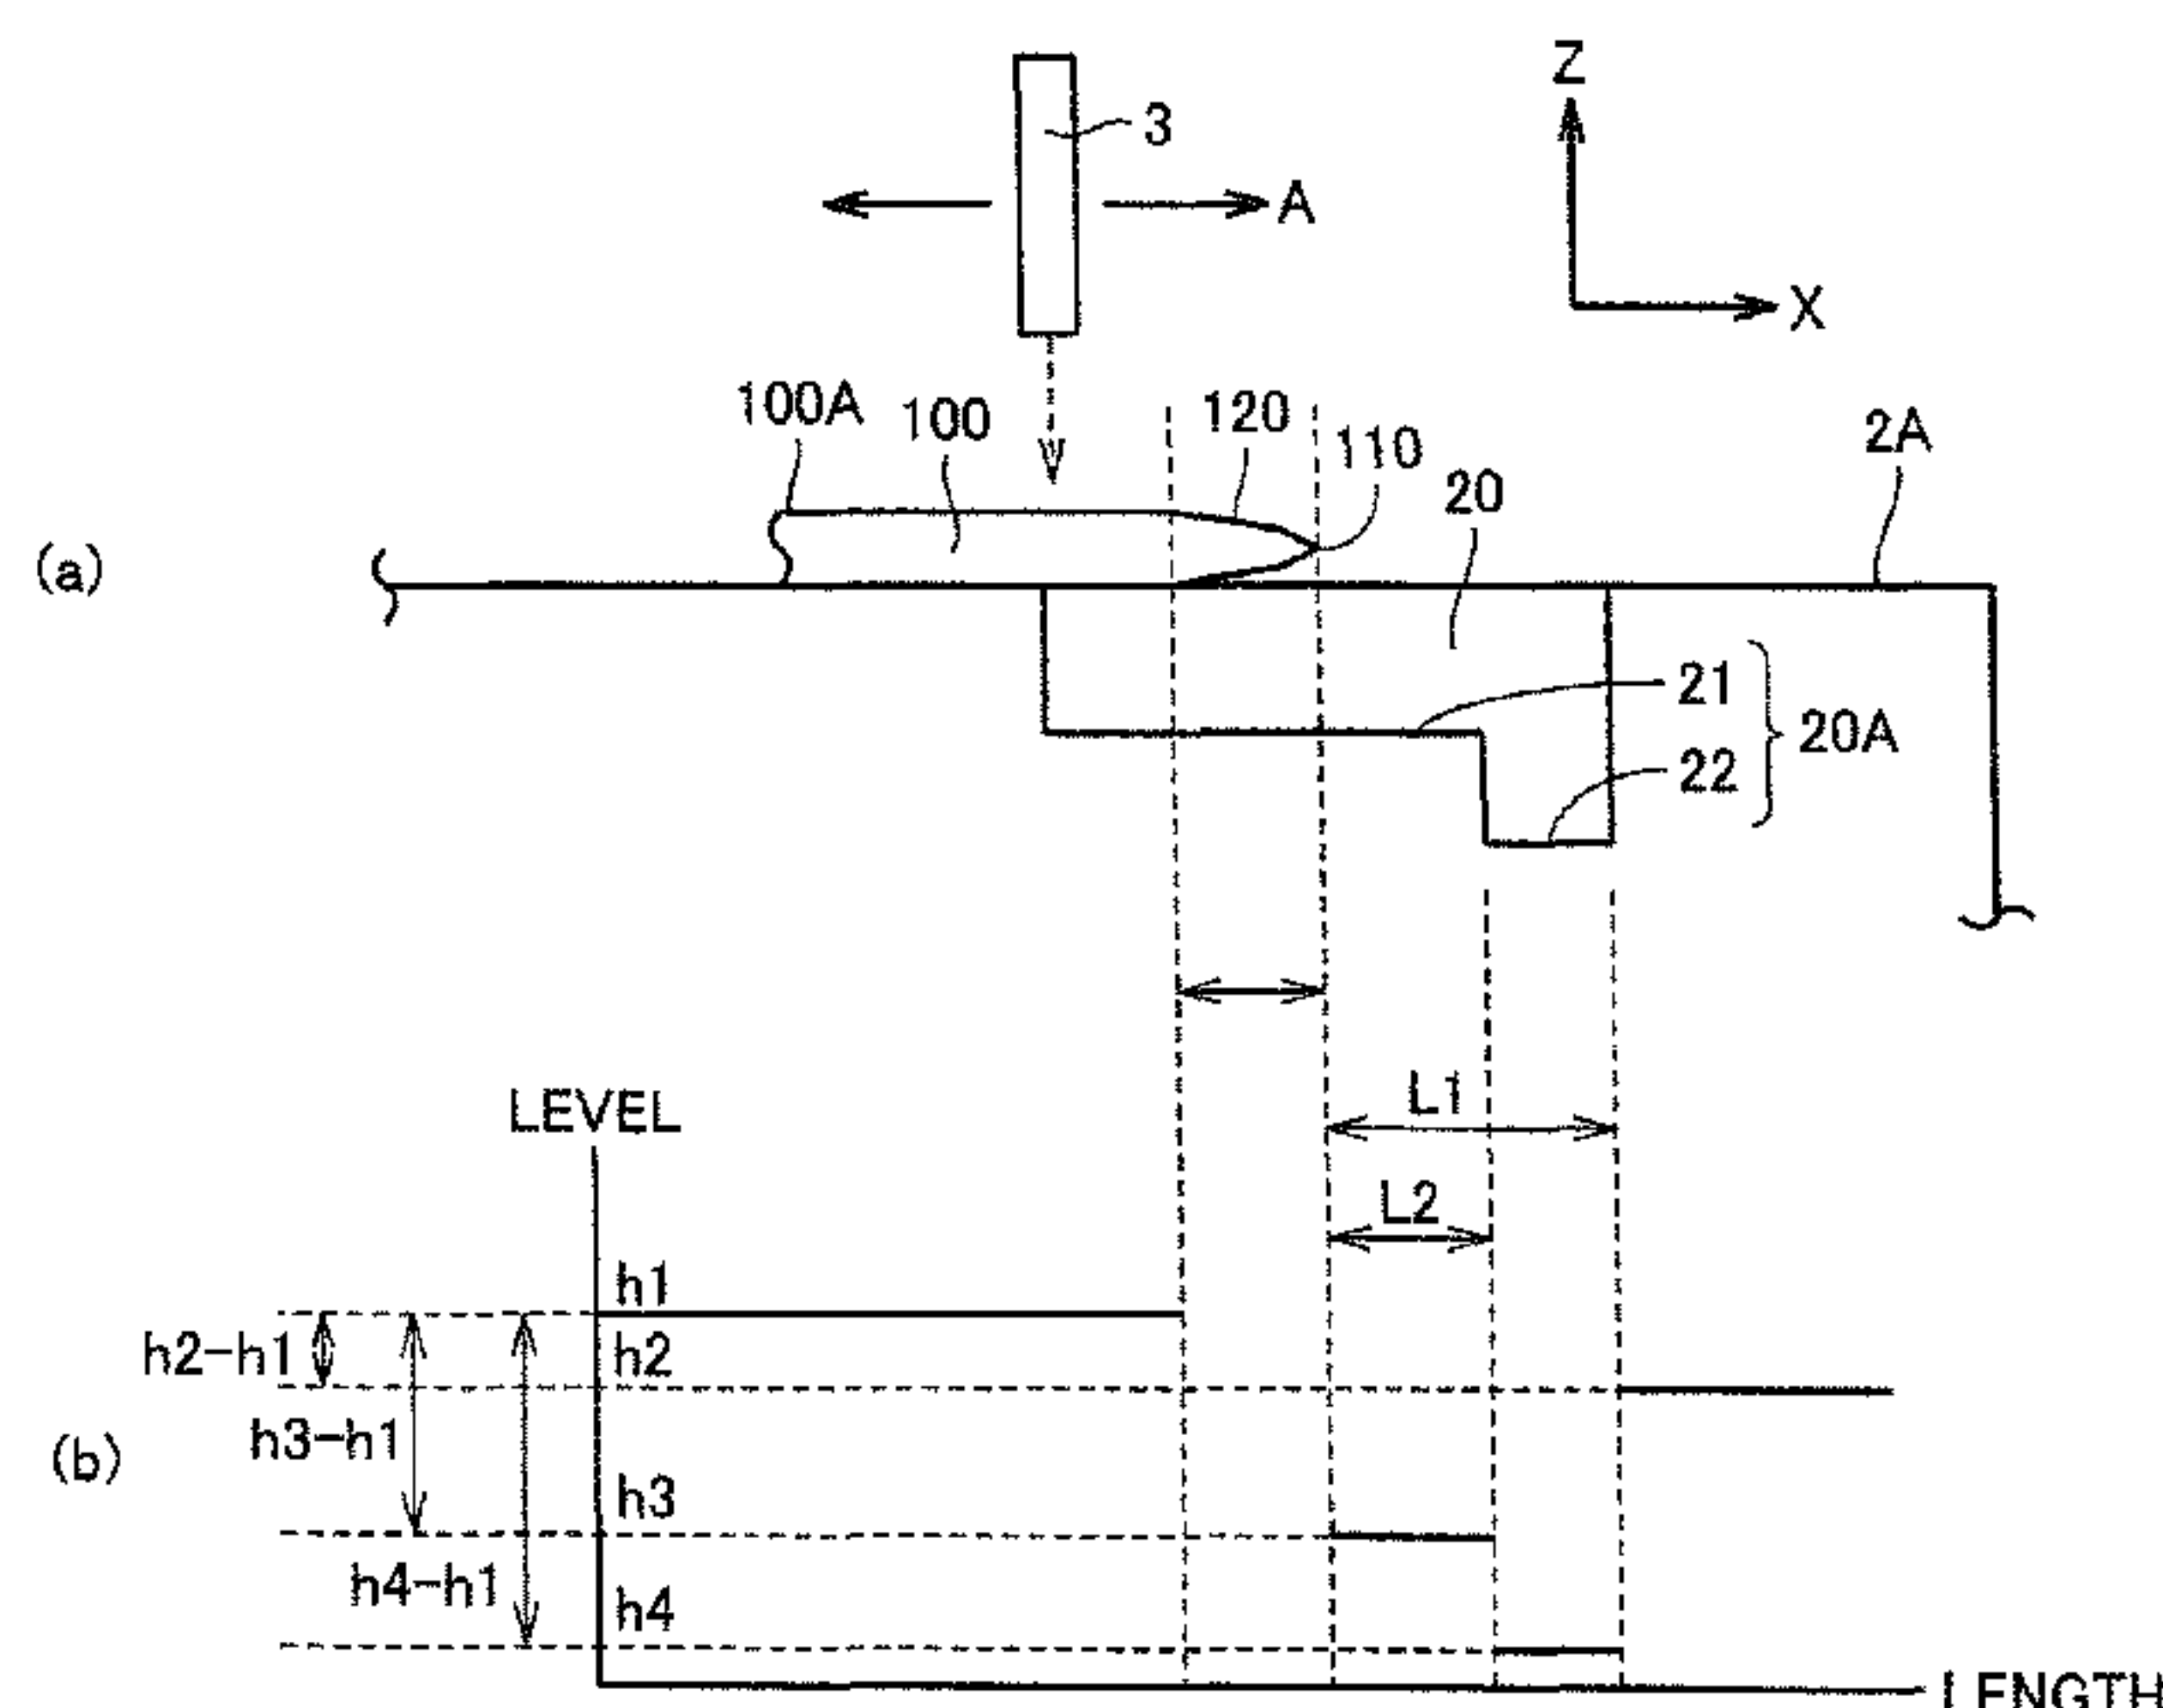 Z
3
A
X
100A
100
120
110
2A
20
(a)
21
20A
22
L1
LEVEL
L2
h1
h2-h1
h2
h3-h1
(b)
h3
h4-h1
h4
LENGTH